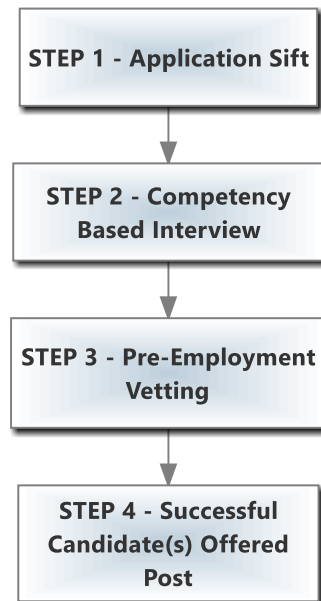 STEP 1 - Application Sift
STEP 2 - Competency
Based Interview
STEP 3 - Pre-Employment
Vetting
STEP 4 - Successful
Candidate(s) Offered
Post